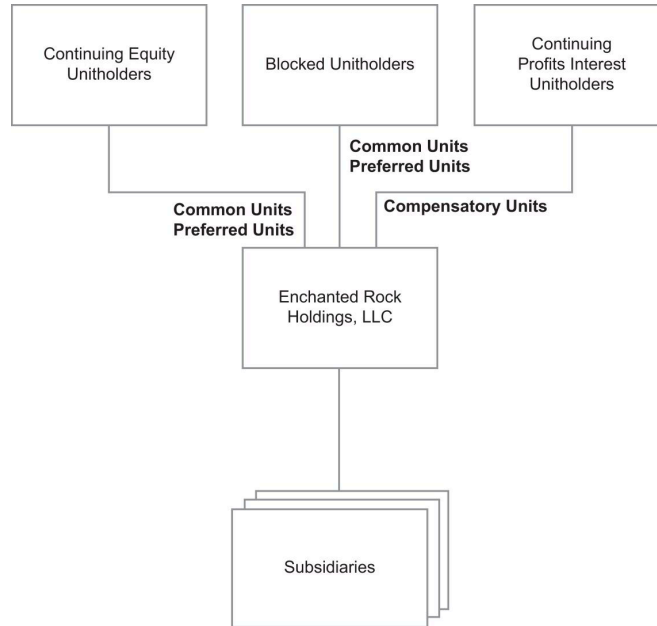 Continuing Equity
Unitholders
Blocked Unitholders
Continuing
Profits Interest
Unitholders
Common Units
Preferred Units
Common Units
Preferred Units
Compensatory Units
Enchanted Rock
Holdings, LLC
Subsidiaries